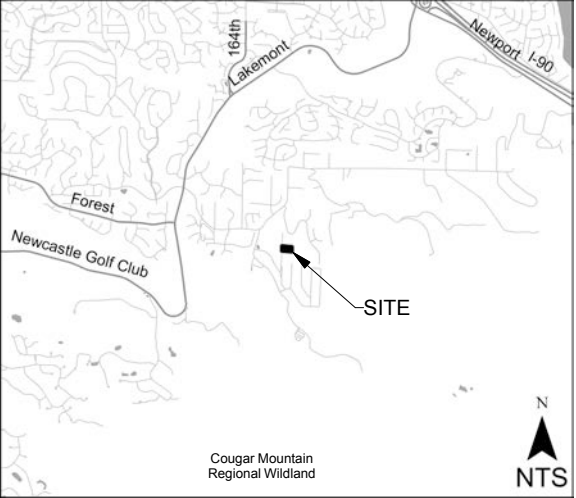 Newport I-90
164th
Lakemont
Forest
Newcastle Golf Club
SITE
Cougar Mountain
Regional Wildland
N
NTS